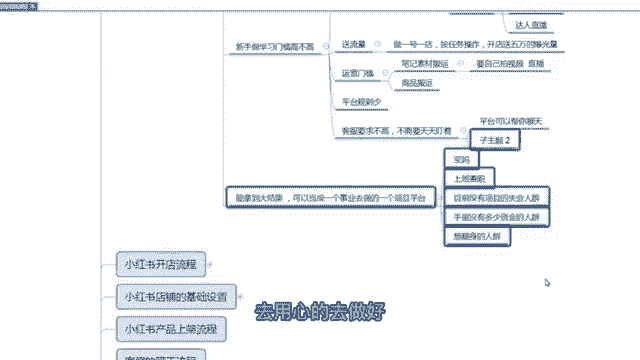 达人直播
新手做学习门槛高不高
送流量
做一号一店，按任务操作，开店送五万的曝光量
运营门槛
笔记素材搬运
要自己拍视频 直播
商品搬运
平台规则少
客服要求不高，不需要天天盯着
平台可以帮你聊天
子主题 2
宝妈
上班兼职
能拿到大结果，可以当成一个事业去做的一个项目平台
目前没有项目的失业人群
手里没有多少资金的人群
想翻身的人群
小红书开店流程
小红书店铺的基础设置
去用心的去做好
小红书产品上架流程